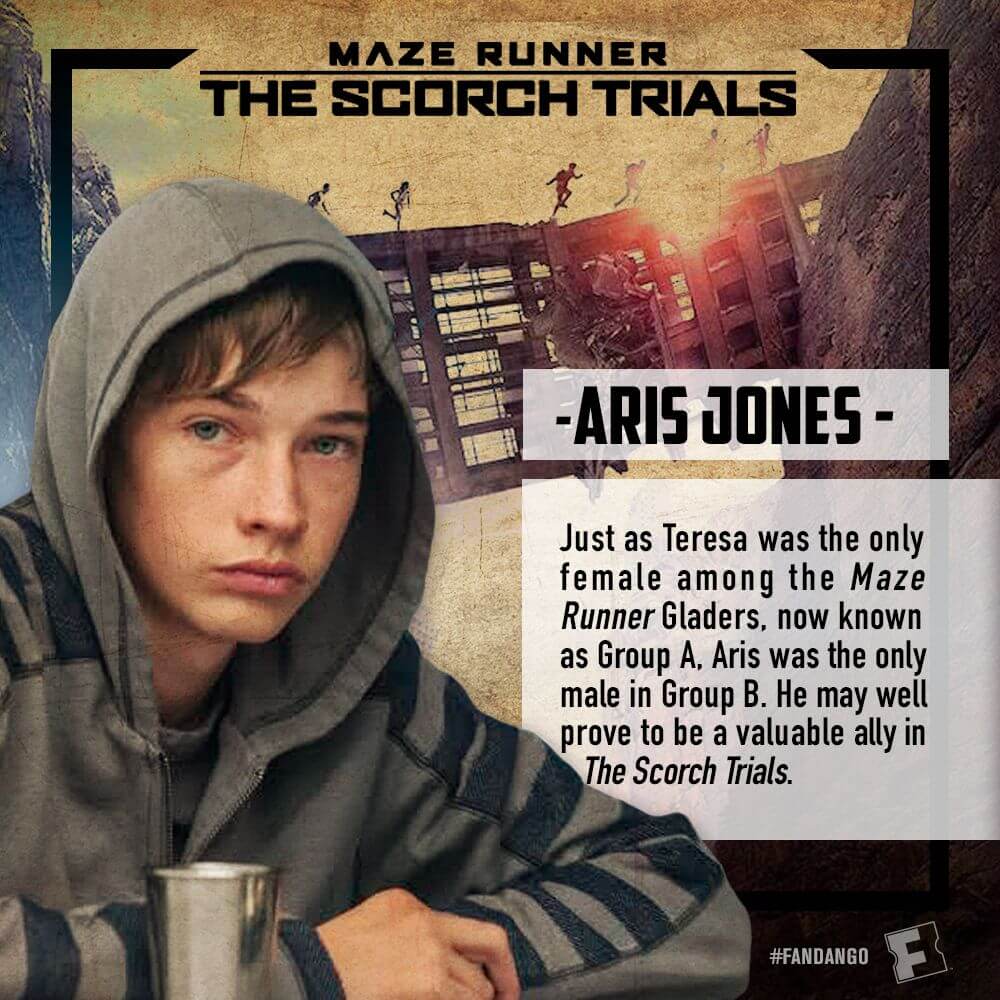 MAZE RUNNER
THE SCORCH TRIALS
-ARIS JONES-
Just as Teresa was the only
female among the Maze
Runner Gladers, now known
as Group A, Aris was the only
male in Group B. He may well
prove to be a valuable ally in
The Scorch Trials.
#FANDANGO
F